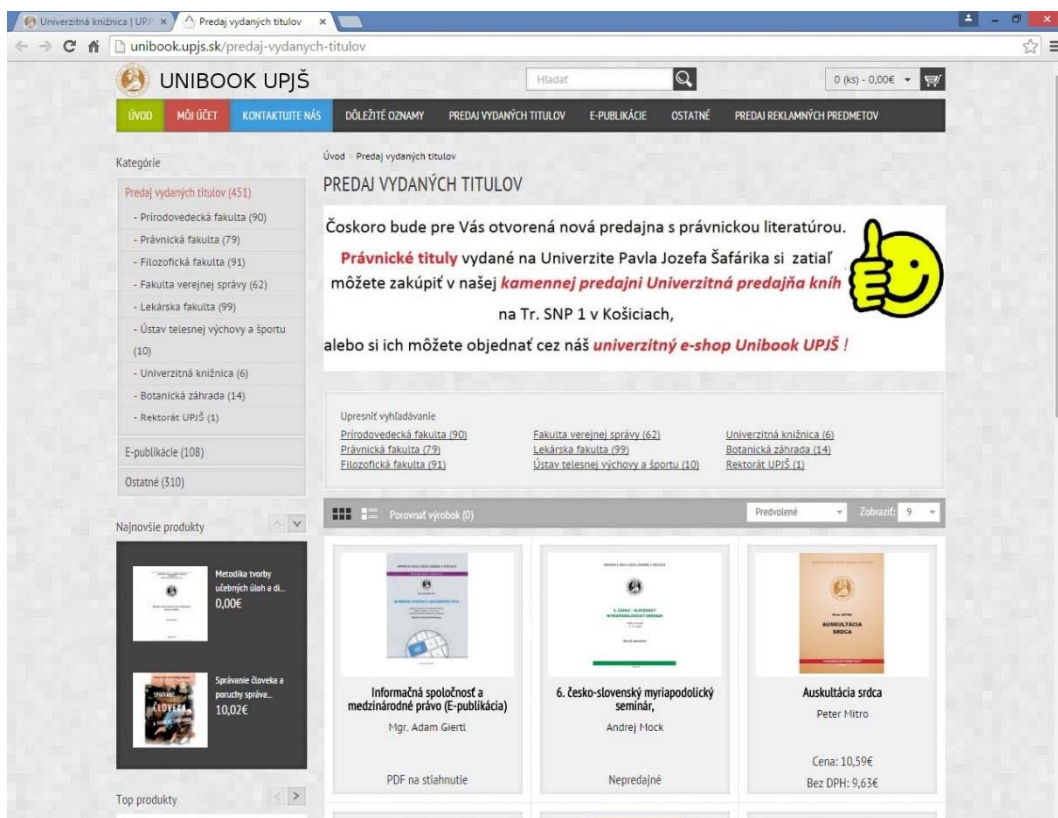 Univerzitná knižnica | UPJŠ
Predaj vydaných titulov
unibook.upjs.sk/predaj-vydanych-titulov
UNIBOOK UPJŠ
Hľadať
0 (ks) - 0,00€
ÚVOD
MÔJ ÚČET
KONTAKTUJTE NÁS
DÔLEŽITÉ OZNAMY
PREDAJ VYDANÝCH TITULOV
E-PUBLIKÁCIE
OSTATNÉ
PREDAJ REKLAMNÝCH PREDMETOV
Kategórie
Predaj vydaných titulov (451)
- Prírodovedecká fakulta (90)
- Právnická fakulta (79)
- Filozofická fakulta (91)
- Fakulta verejnej správy (62)
- Lekárska fakulta (99)
- Ústav telesnej výchovy a športu
(10)
- Univerzitná knižnica (6)
- Botanická záhrada (14)
- Rektorát UPJŠ (1)
E-publikácie (108)
Ostatné (310)
Najnovšie produkty
Metodika tvorby
učebných úloh a di...
0,00€
Správanie človeka a
poruchy správa...
10,02€
Top produkty
Úvod » Predaj vydaných titulov
PREDAJ VYDANÝCH TITULOV
Čoskoro bude pre Vás otvorená nová predajna s právnickou literatúrou.
Právnické tituly vydané na Univerzite Pavla Jozefa Šafárika si zatiaľ
môžete zakúpiť v našej kamennej predajni Univerzitná predajňa kníh
na Tr. SNP 1 v Košiciach,
alebo si ich môžete objednať cez náš univerzitný e-shop Unibook UPJŠ !
Upresniť vyhľadávanie
Prírodovedecká fakulta (90)
Právnická fakulta (79)
Filozofická fakulta (91)
Fakulta verejnej správy (62)
Lekárska fakulta (99)
Ústav telesnej výchovy a športu (10)
Univerzitná knižnica (6)
Botanická záhrada (14)
Rektorát UPJŠ (1)
Porovnať výrobok (0)
Predvolené
Zobraziť:
9
Informačná spoločnosť a
medzinárodné právo (E-publikácia)
Mgr. Adam Giertl
PDF na stiahnutie
6. česko-slovenský myriapodologický
seminár,
Andrej Mock
Nepredajné
AUSKULTÁCIA
SRDCA
Auskultácia srdca
Peter Mitro
Cena: 10,59€
Bez DPH: 9,63€